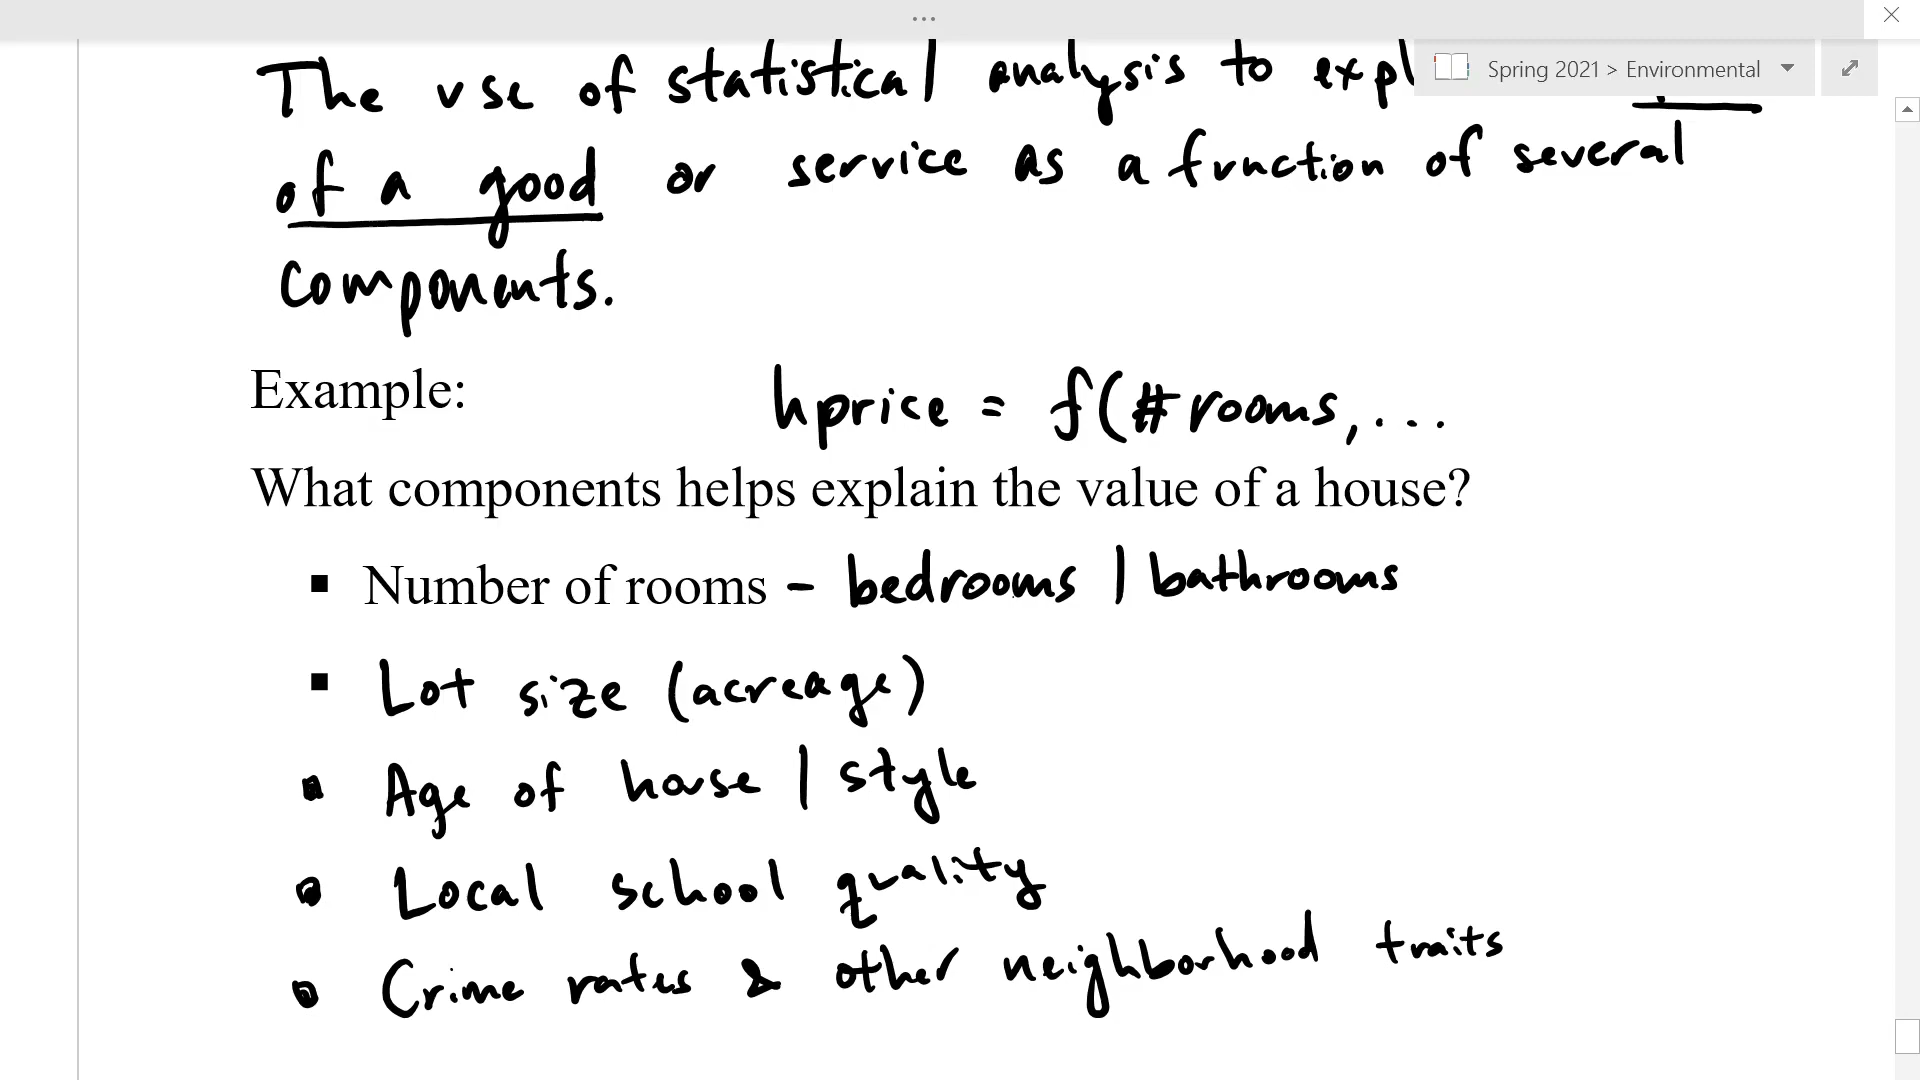 ...
Spring 2021 > Environmental
The use of statistical analysis to expl
of a good or service as a function of several
components.
Example: hprice = f(#rooms, ...
What components helps explain the value of a house?
▪ Number of rooms - bedrooms | bathrooms
▪ Lot size (acreage)
▪ Age of house | style
▪ Local school quality
▪ Crime rates & other neighborhood traits